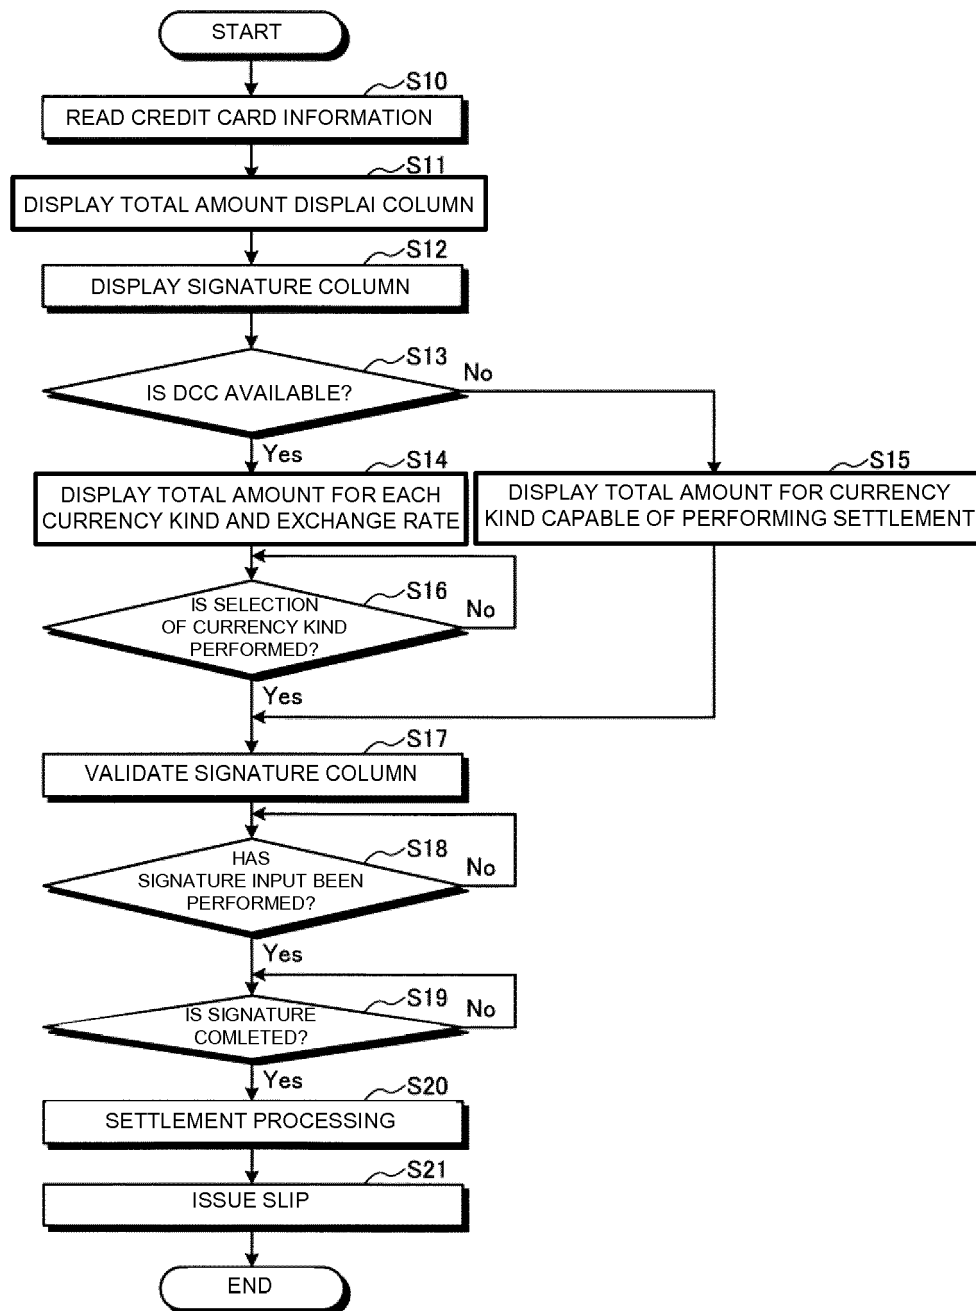 START
S10
READ CREDIT CARD INFORMATION
S11
DISPLAY TOTAL AMOUNT DISPLAI COLUMN
S12
DISPLAY SIGNATURE COLUMN
S13
IS DCC AVAILABLE?
No
Yes
S14
DISPLAY TOTAL AMOUNT FOR EACH
CURRENCY KIND AND EXCHANGE RATE
S15
DISPLAY TOTAL AMOUNT FOR CURRENCY
KIND CAPABLE OF PERFORMING SETTLEMENT
S16
IS SELECTION
OF CURRENCY KIND
PERFORMED?
No
Yes
S17
VALIDATE SIGNATURE COLUMN
S18
HAS
SIGNATURE INPUT BEEN
PERFORMED?
No
Yes
S19
IS SIGNATURE
COMLETED?
No
Yes
S20
SETTLEMENT PROCESSING
S21
ISSUE SLIP
END